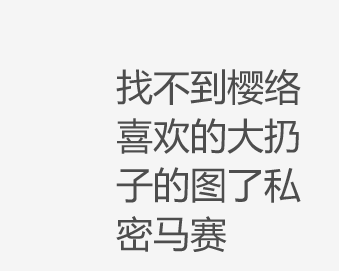 找不到樱络
喜欢的大扔
子的图了私
密马赛